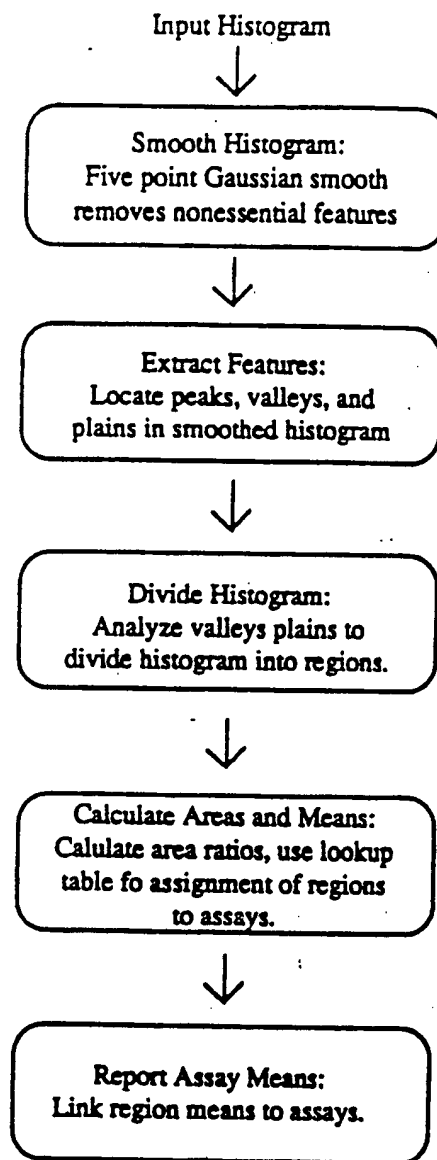 Input Histogram
Smooth Histogram:
Five point Gaussian smooth
removes nonessential features
Extract Features:
Locate peaks, valleys, and
plains in smoothed histogram
Divide Histogram:
Analyze valleys plains to
divide histogram into regions.
Calculate Areas and Means:
Calulate area ratios, use lookup
table fo assignment of regions
to assays.
Report Assay Means:
Link region means to assays.